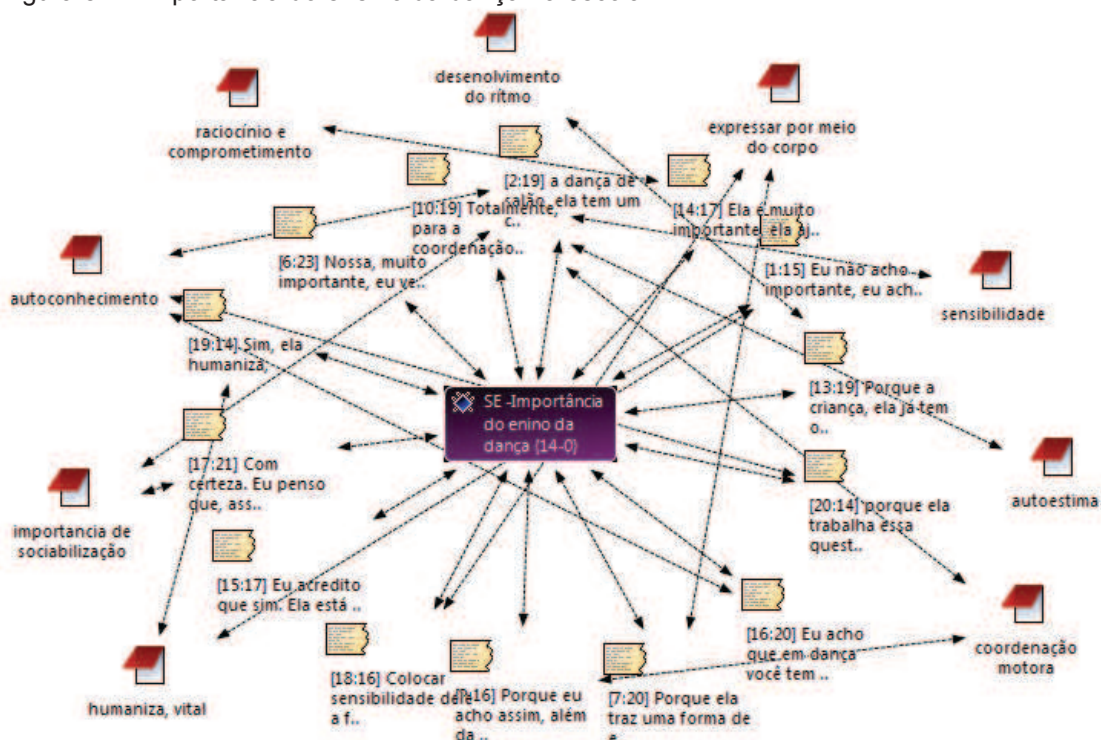 desenolvimento
do rítmo
raciocínio e
comprometimento
expressar por meio
do corpo
[2:19] a dança de
salão, ela tem um
c..
[10:19] Totalmente,
para a
coordenação..
[14:17] Ela é muito
importante, ela aj..
[6:23] Nossa, muito
importante, eu ve..
[1:15] Eu não acho
importante, eu ach..
autoconhecimento
sensibilidade
[19:14] Sim, ela
humaniza,
[13:19] Porque a
criança, ela já tem
o..
SE -Importância
do enino da
dança {14-0}
[17:21] Com
certeza. Eu penso
que, ass..
importancia de
sociabilização
autoestima
[20:14] porque ela
trabalha essa
quest..
[15:17] Eu acredito
que sim. Ela está ..
[16:20] Eu acho
que em dança
você tem ..
coordenação
motora
humaniza, vital
[18:16] Colocar
sensibilidade
a f..
:16] Porque eu
acho assim, além
da ..
[7:20] Porque ela
traz uma forma de